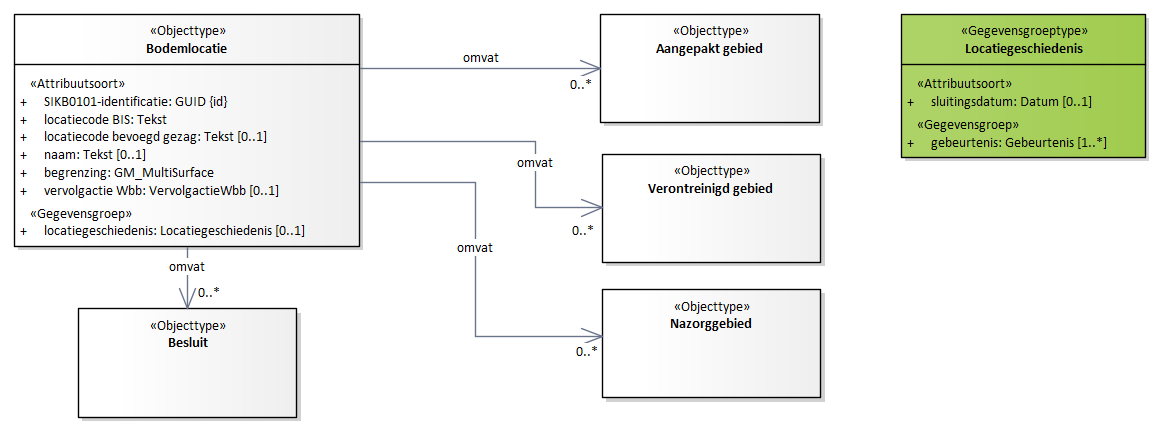 «Objecttype»
Bodemlocatie
«Attribuutsoort»
+ SIKB0101-identificatie: GUID {id}
+ locatiecode BIS: Tekst
+ locatiecode bevoegd gezag: Tekst [0..1]
+ naam: Tekst [0..1]
+ begrenzing: GM_MultiSurface
+ vervolgactie Wbb: VervolgactieWbb [0..1]
«Gegevensgroep»
+ locatiegeschiedenis: Locatiegeschiedenis [0..1]
omvat
0..*
«Objecttype»
Aangepakt gebied
omvat
0..*
«Objecttype»
Verontreinigd gebied
omvat
0..*
«Objecttype»
Nazorggebied
omvat
0..*
«Objecttype»
Besluit
«Gegevensgroeptype»
Locatiegeschiedenis
«Attribuutsoort»
+ sluitingsdatum: Datum [0..1]
«Gegevensgroep»
+ gebeurtenis: Gebeurtenis [1..*]